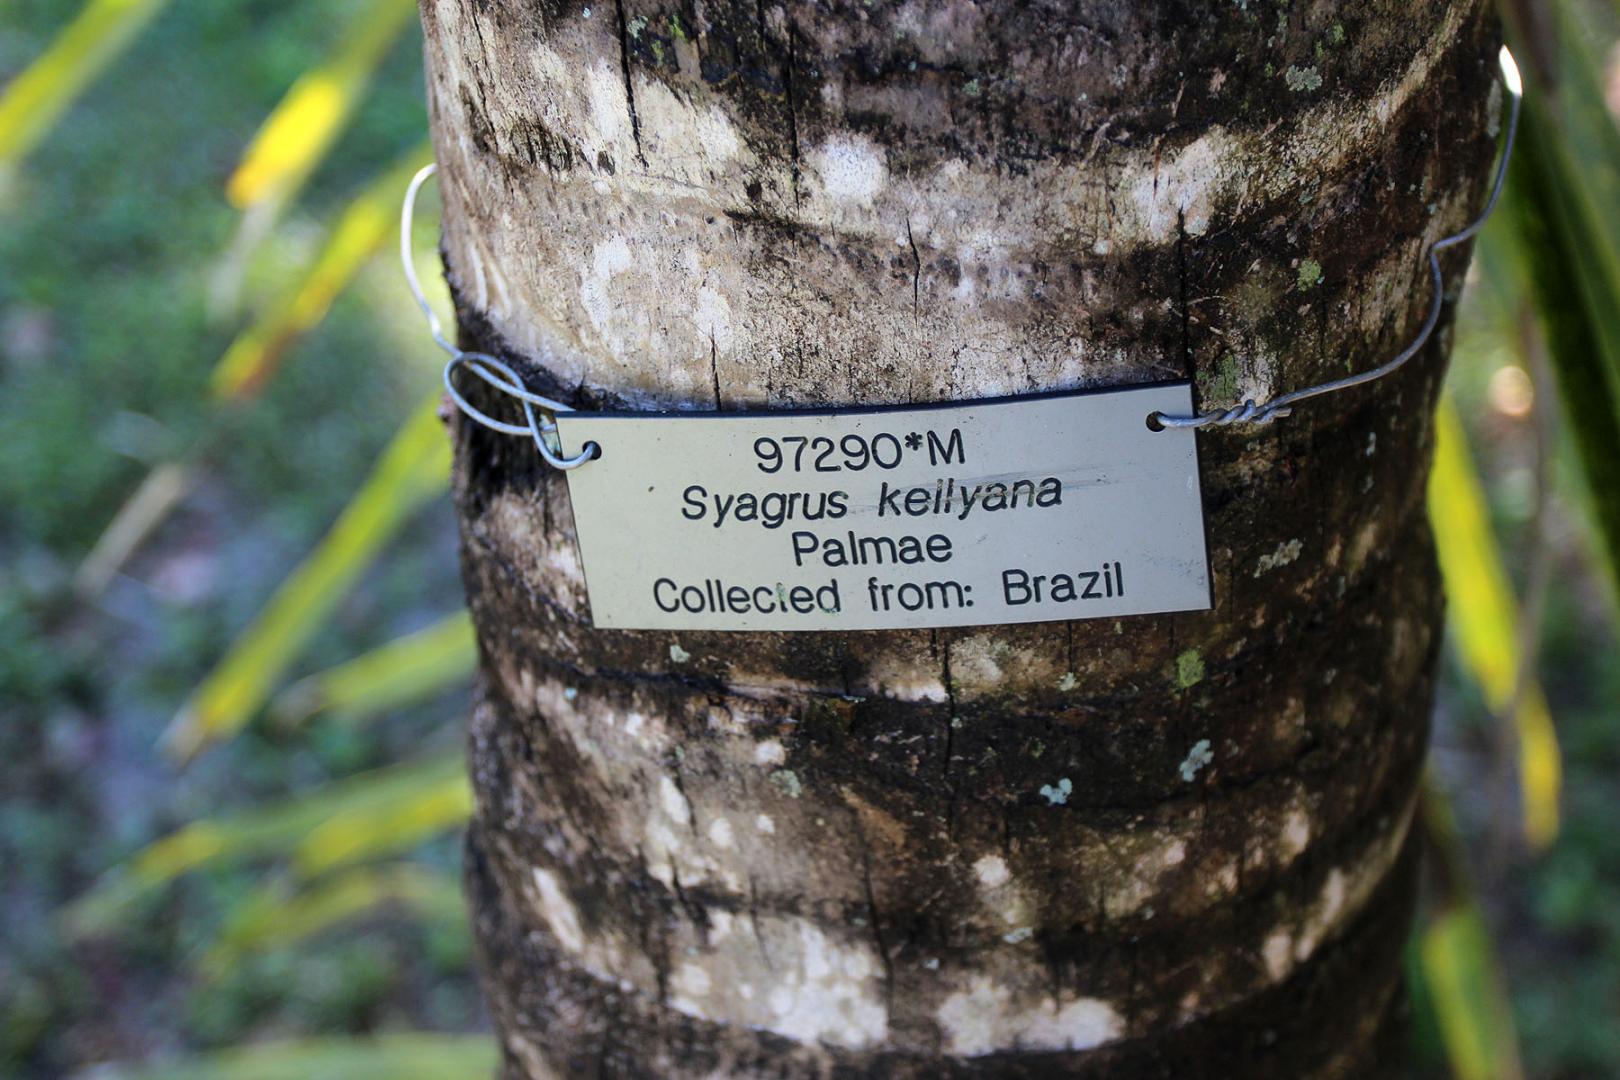 97290*M
Syagrus kellyana
Palmae
Collected from: Brazil